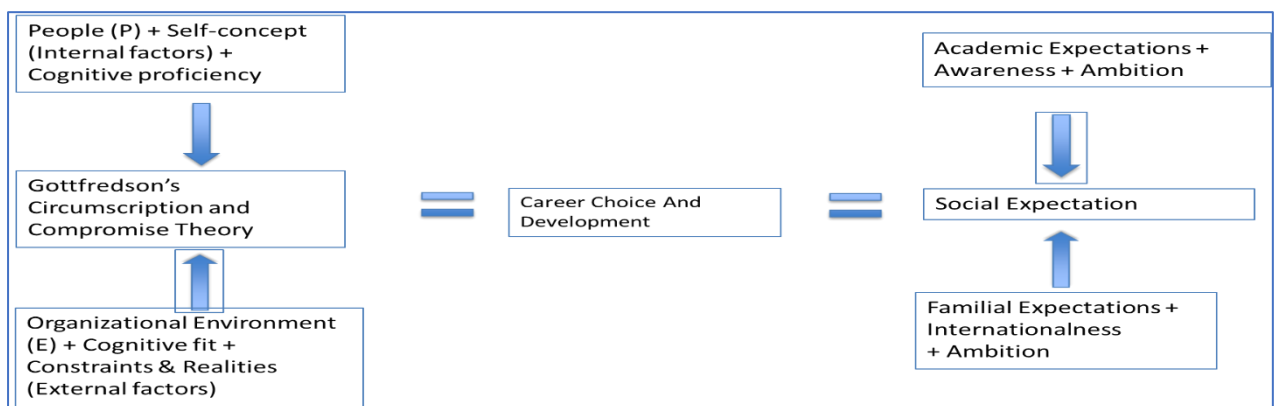 People (P) + Self-concept
(Internal factors) +
Cognitive proficiency
Gottfredson's
Circumscription and
Compromise Theory
Organizational Environment
(E) + Cognitive fit +
Constraints & Realities
(External factors)
Career Choice And
Development
Academic Expectations +
Awareness + Ambition
Social Expectation
Familial Expectations +
Internationalness
+ Ambition